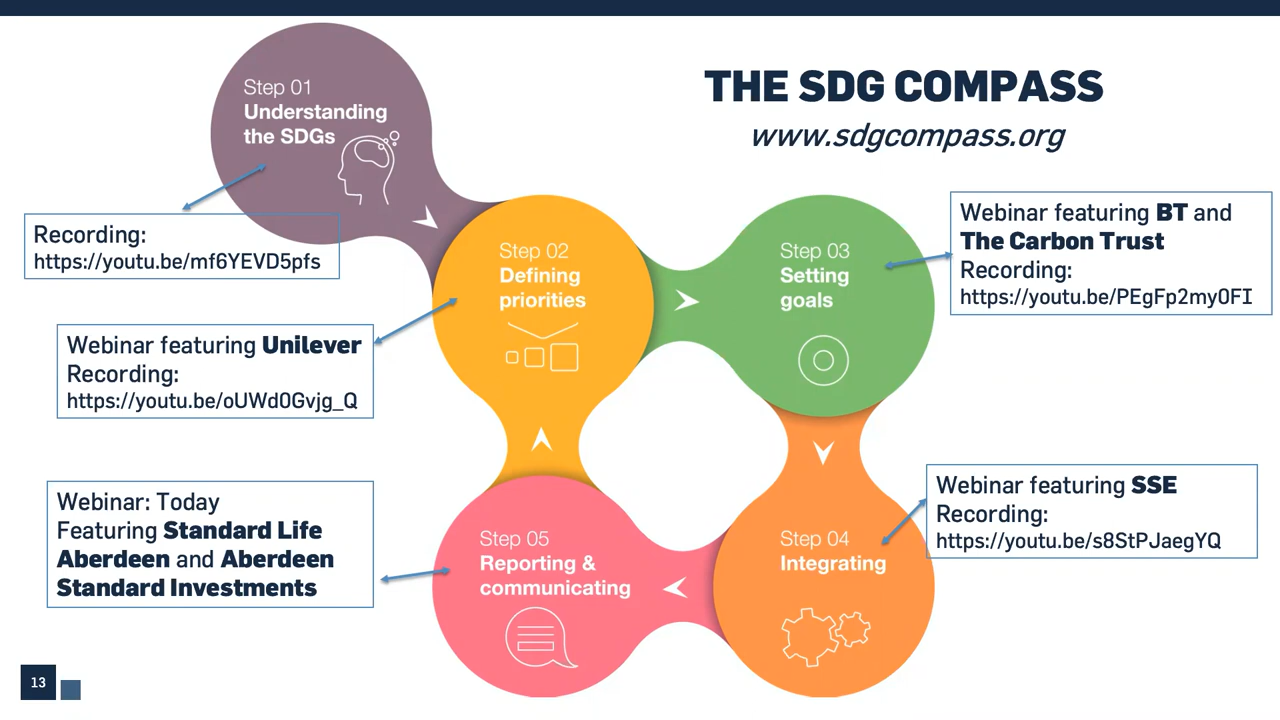 THE SDG COMPASS
www.sdgcompass.org
Step 01
Understanding
the SDGs
Recording:
https://youtu.be/mf6YEVD5pfs
Step 02
Defining
priorities
Webinar featuring Unilever
Recording:
https://youtu.be/oUWd0Gvjg_Q
Step 03
Setting
goals
Webinar featuring BT and
The Carbon Trust
Recording:
https://youtu.be/PEgFp2my0FI
Step 04
Integrating
Webinar featuring SSE
Recording:
https://youtu.be/s8StPJaegYQ
Step 05
Reporting &
communicating
Webinar: Today
Featuring Standard Life
Aberdeen and Aberdeen
Standard Investments
13